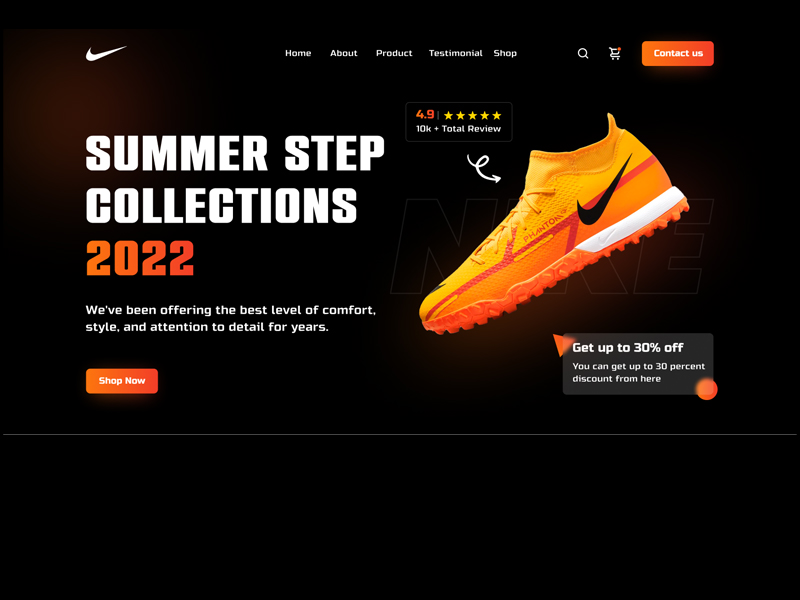 Home About Product Testimonial Shop
Contact us
4.9 | ★★★★★
10k + Total Review
SUMMER STEP
COLLECTIONS
2022
NIKE
PHANTOM
We've been offering the best level of comfort,
style, and attention to detail for years.
Get up to 30% off
You can get up to 30 percent
discount from here
Shop Now